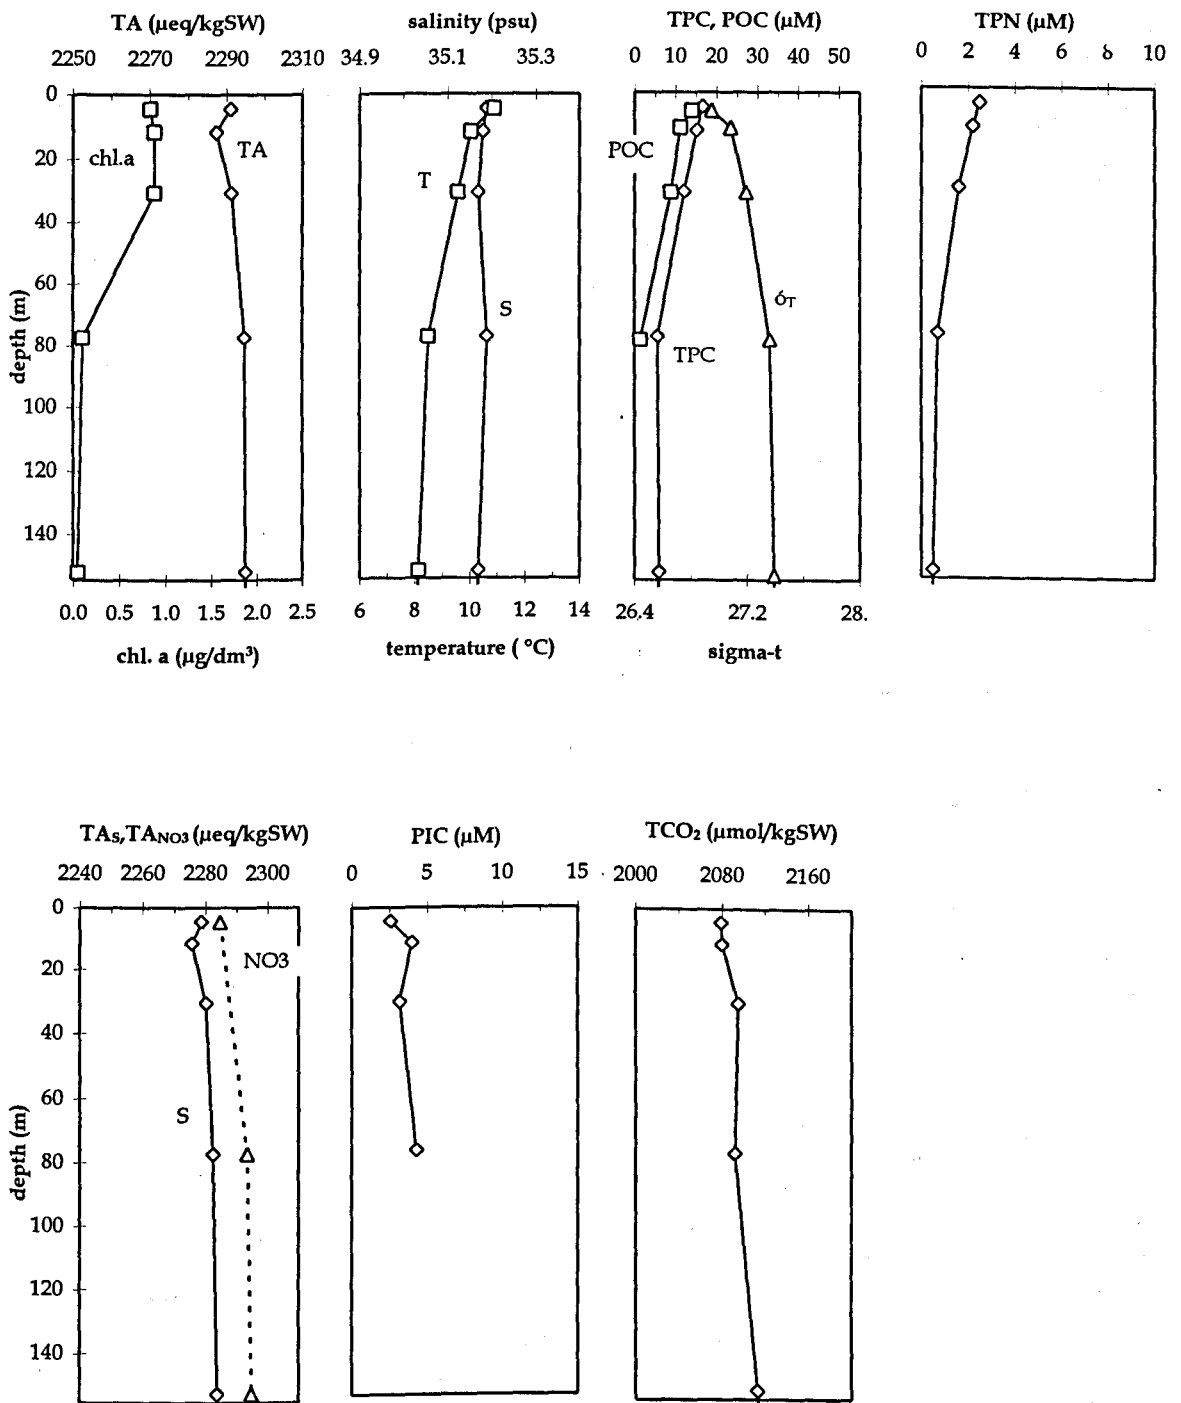 TA (µeq/kgSW)
2250 2270 2290 2310
0
20
40
60
80
100
120
140
depth (m)
chl.a
TA
0.0 0.5 1.0 1.5 2.0 2.5
chl. a (µg/dm³)
salinity (psu)
34.9 35.1 35.3
T
S
6 8 10 12 14
temperature ( °C)
TPC, POC (µM)
0 10 20 30 40 50
POC
σT
TPC
26.4 27.2 28.
sigma-t
TPN (µM)
0 2 4 6 8 10
TAs,TANO3 (µeq/kgSW)
2240 2260 2280 2300
0
20
40
60
80
100
120
140
depth (m)
NO3
S
PIC (µM)
0 5 10 15
TCO₂ (µmol/kgSW)
2000 2080 2160